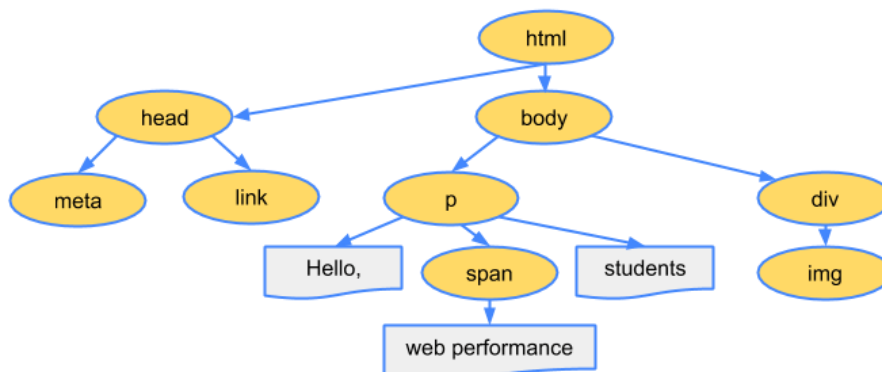 html
head
body
meta
link
p
div
Hello,
span
students
img
web performance